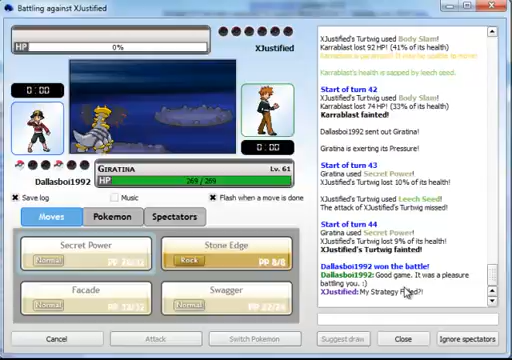 Battling against XJustified
HP
0%
XJustified
0:00
0:00
Dallasboi1992
GIRATINA
Lv. 61
HP
269 / 269
Save log
Music
Flash when a move is done
Moves
Pokemon
Spectators
Secret Power
Normal
Stone Edge
Rock
PP 8/8
Facade
Normal
Swagger
Normal
Cancel
Attack
Switch Pokemon
XJustified's Turtwig used Body Slam!
Karrablast lost 92 HP! (41% of its health)
Karrablast's health is sapped by leech seed.
Start of turn 42
XJustified's Turtwig used Body Slam!
Karrablast lost 74 HP! (33% of its health)
Karrablast fainted!
Dallasboi1992 sent out Giratina!
Giratina is exerting its Pressure!
Start of turn 43
Giratina used Secret Power!
XJustified's Turtwig lost 10% of its health!
XJustified's Turtwig used Leech Seed!
The attack of XJustified's Turtwig missed!
Start of turn 44
Giratina used Secret Power!
XJustified's Turtwig lost 9% of its health!
XJustified's Turtwig fainted!
Dallasboi1992 won the battle!
Dallasboi1992: Good game. It was a pleasure
battling you. :)
XJustified: My Strategy
Suggest draw
Close
Ignore spectators